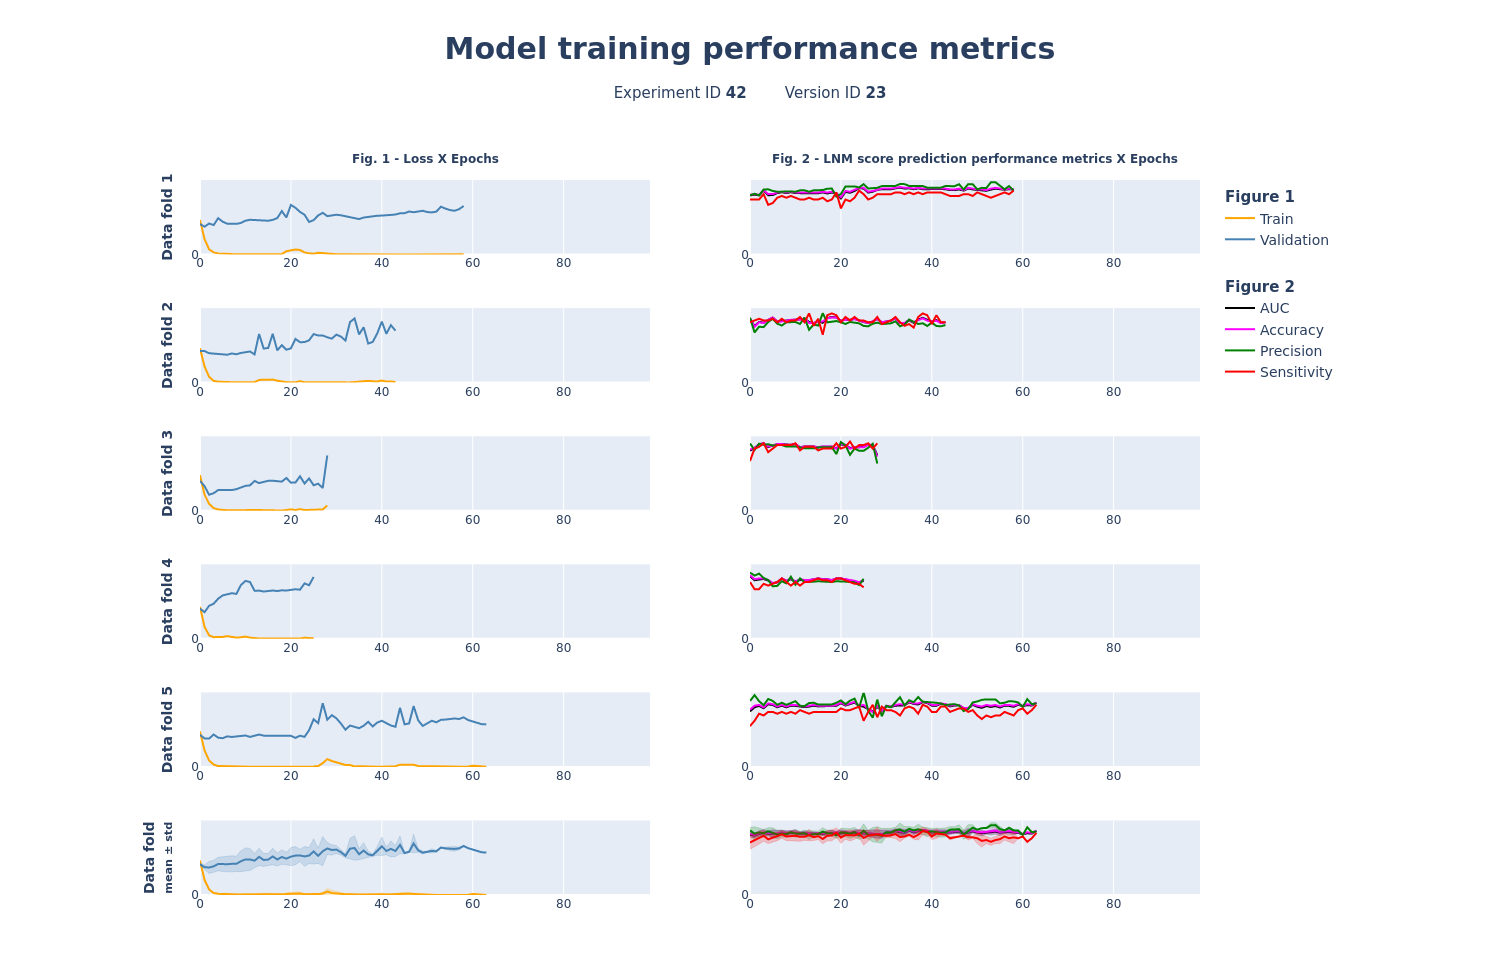 Model training performance metrics
Experiment ID 42 Version ID 23
Fig. 1 - Loss X Epochs
Fig. 2 - LNM score prediction performance metrics X Epochs
Data fold 1
0
0 20 40 60 80
0
0 20 40 60 80
Figure 1
Train
Validation
Figure 2
AUC
Accuracy
Precision
Sensitivity
Data fold 2
0
0 20 40 60 80
0
0 20 40 60 80
Data fold 3
0
0 20 40 60 80
0
0 20 40 60 80
Data fold 4
0
0 20 40 60 80
0
0 20 40 60 80
Data fold 5
0
0 20 40 60 80
0
0 20 40 60 80
Data fold
mean ± std
0
0 20 40 60 80
0
0 20 40 60 80